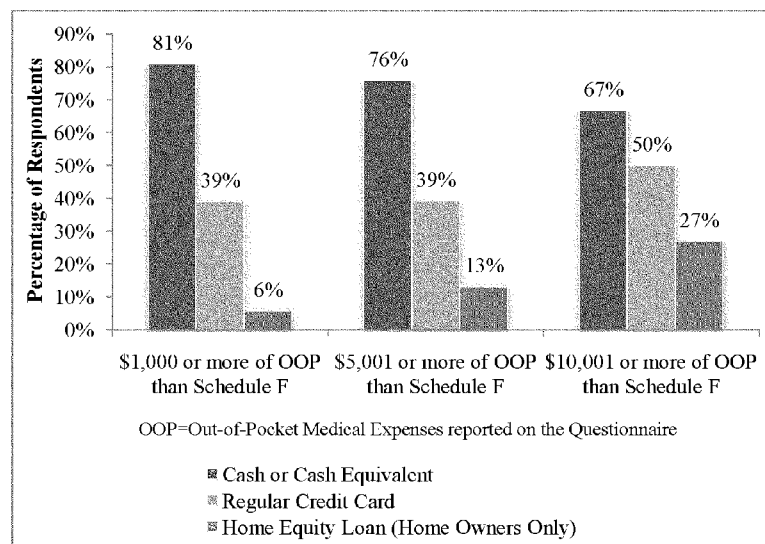 90%
80%
70%
60%
50%
40%
30%
20%
10%
0%
Percentage of Respondents
81%
39%
6%
76%
39%
13%
67%
50%
27%
$1,000 or more of OOP
than Schedule F
$5,001 or more of OOP
than Schedule F
$10,001 or more of OOP
than Schedule F
OOP=Out-of-Pocket Medical Expenses reported on the Questionnaire
Cash or Cash Equivalent
Regular Credit Card
Home Equity Loan (Home Owners Only)